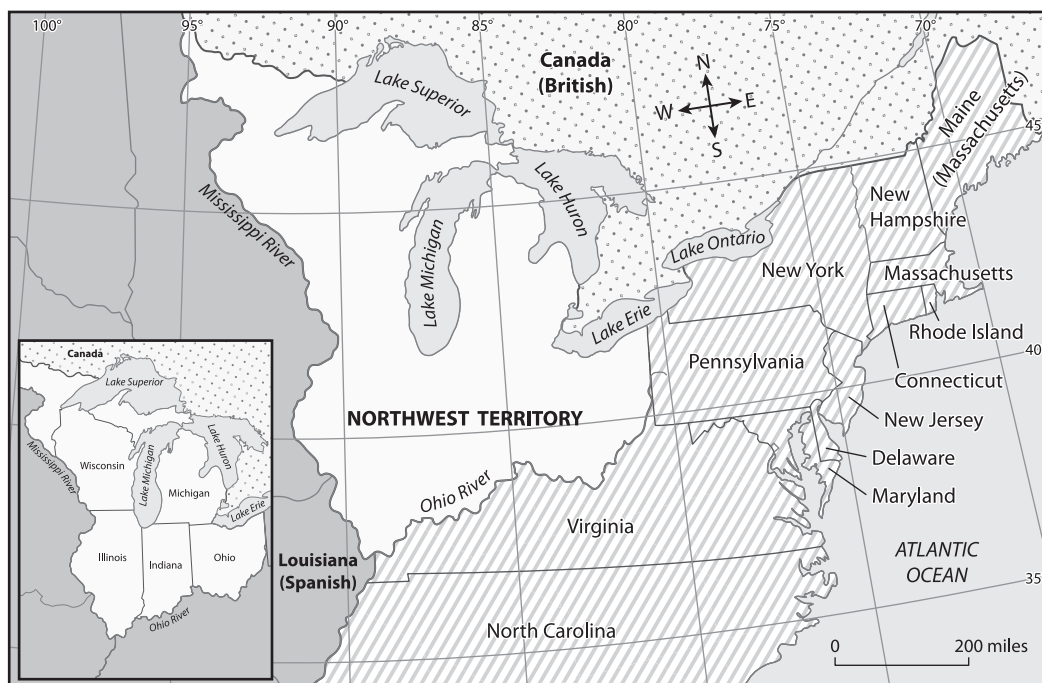 100°
95°
90°
85°
80°
75°
70°
Canada
(British)
N
W
E
S
Lake Superior
Maine
(Massachusetts)
45
Mississippi River
Lake Michigan
Lake Huron
Lake Ontario
New
Hampshire
New York
Massachusetts
Lake Erie
Rhode Island
40
Pennsylvania
Connecticut
NORTHWEST TERRITORY
New Jersey
Delaware
Maryland
Ohio River
Virginia
ATLANTIC
OCEAN
Louisiana
(Spanish)
35
North Carolina
0
200 miles
Canada
Lake Superior
Mississippi River
Wisconsin
Lake Michigan
Lake Huron
Michigan
Lake Erie
Illinois
Indiana
Ohio
Ohio River